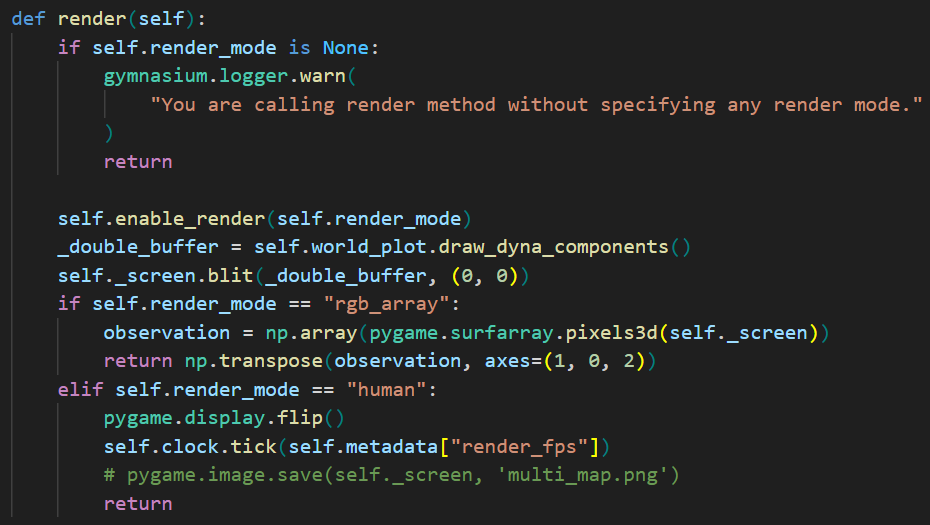 def render(self):
    if self.render_mode is None:
        gymnasium.logger.warn(
            "You are calling render method without specifying any render mode."
        )
        return

    self.enable_render(self.render_mode)
    _double_buffer = self.world_plot.draw_dyna_components()
    self._screen.blit(_double_buffer, (0, 0))
    if self.render_mode == "rgb_array":
        observation = np.array(pygame.surfarray.pixels3d(self._screen))
        return np.transpose(observation, axes=(1, 0, 2))
    elif self.render_mode == "human":
        pygame.display.flip()
        self.clock.tick(self.metadata["render_fps"])
        # pygame.image.save(self._screen, 'multi_map.png')
        return